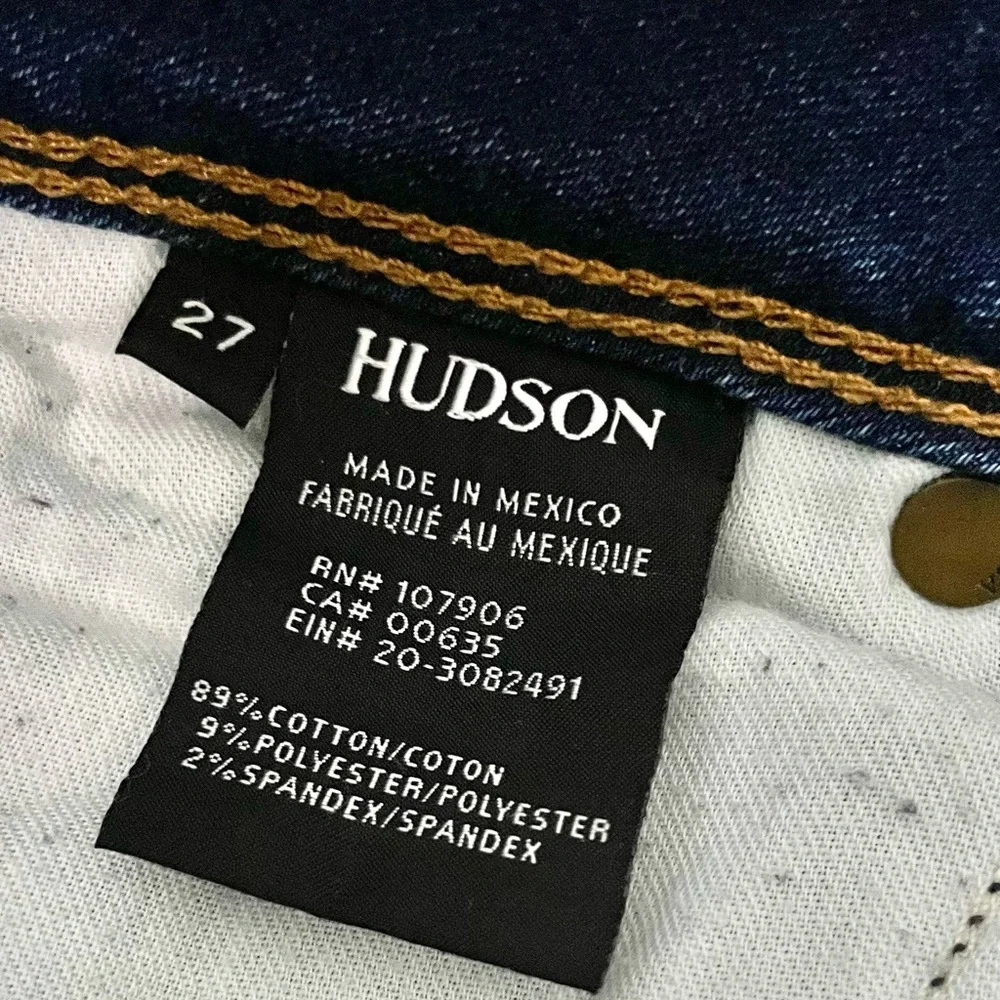 27
HUDSON
MADE IN MEXICO
FABRIQUÉ AU MEXIQUE
RN# 107906
CA# 00635
EIN# 20-3082491
89%COTTON/COTON
9%POLYESTER/POLYESTER
2%SPANDEX/SPANDEX